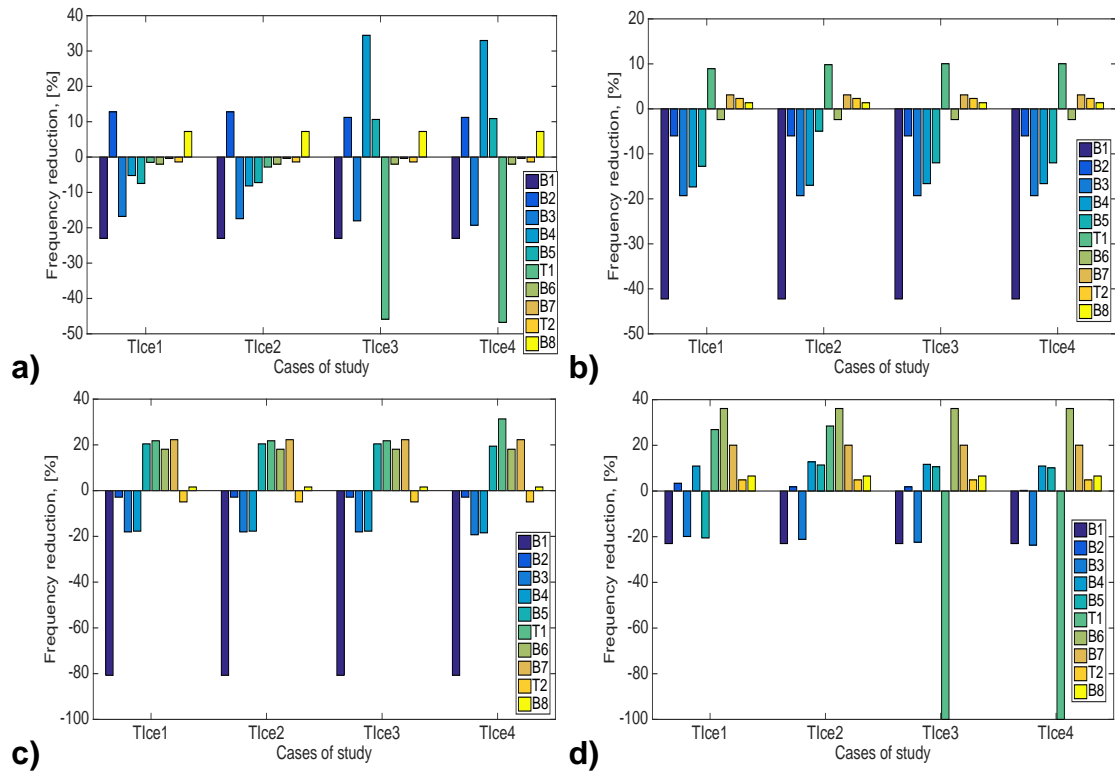 40
30
20
10
0
-10
-20
-30
-40
-50
Frequency reduction, [%]
TIce1 TIce2 TIce3 TIce4
Cases of study
B1
B2
B3
B4
B5
T1
B6
B7
T2
B8
a)
20
10
0
-10
-20
-30
-40
-50
Frequency reduction, [%]
TIce1 TIce2 TIce3 TIce4
Cases of study
B1
B2
B3
B4
B5
T1
B6
B7
T2
B8
b)
40
20
0
-20
-40
-60
-80
-100
Frequency reduction, [%]
TIce1 TIce2 TIce3 TIce4
Cases of study
B1
B2
B3
B4
B5
T1
B6
B7
T2
B8
c)
40
20
0
-20
-40
-60
-80
-100
Frequency reduction, [%]
TIce1 TIce2 TIce3 TIce4
Cases of study
B1
B2
B3
B4
B5
T1
B6
B7
T2
B8
d)